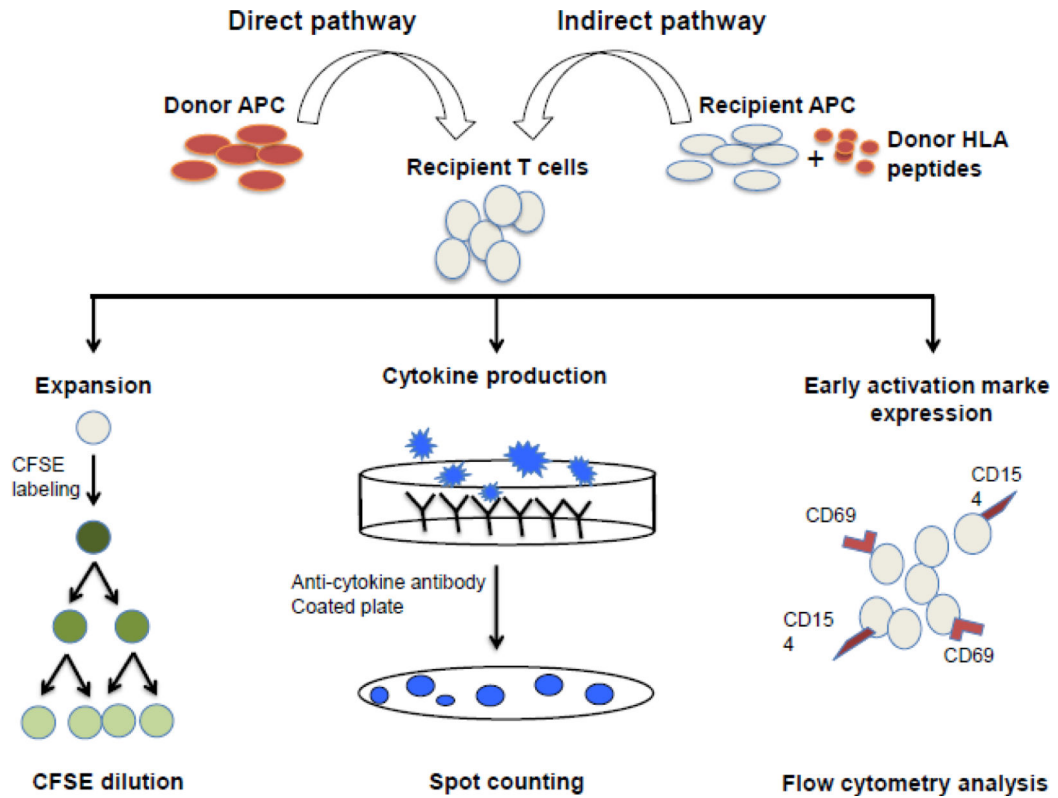 Direct pathway
Indirect pathway
Donor APC
Recipient APC
Donor HLA
peptides
+
Recipient T cells
Expansion
Cytokine production
Early activation marke
expression
CFSE
labeling
CD15
4
CD69
Anti-cytokine antibody
Coated plate
CD15
4
CD69
CFSE dilution
Spot counting
Flow cytometry analysis